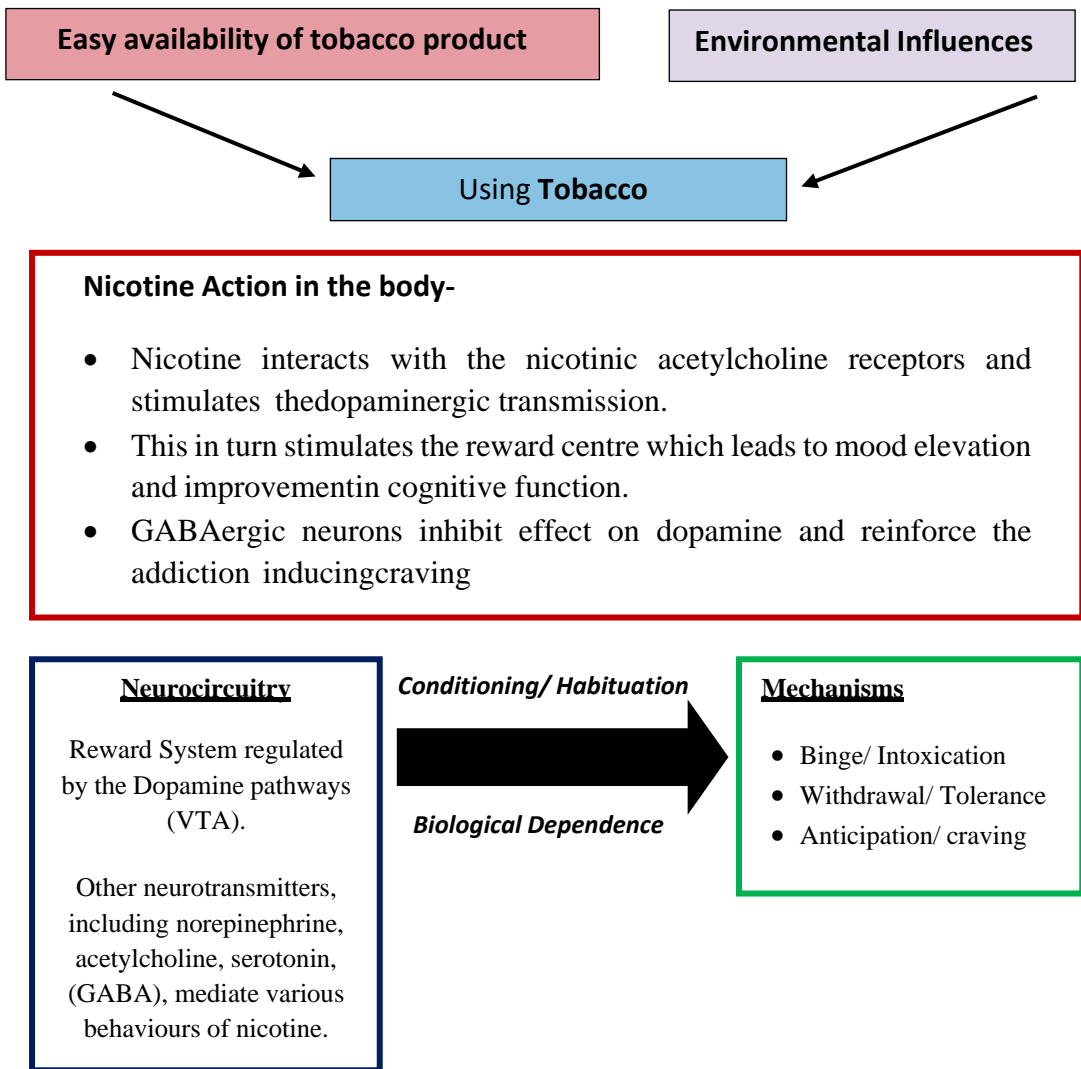 Easy availability of tobacco product
Environmental Influences
Using Tobacco
Nicotine Action in the body-
• Nicotine interacts with the nicotinic acetylcholine receptors and
stimulates thedopaminergic transmission.
• This in turn stimulates the reward centre which leads to mood elevation
and improvementin cognitive function.
• GABAergic neurons inhibit effect on dopamine and reinforce the
addiction inducingcraving
Neurocircuitry
Reward System regulated
by the Dopamine pathways
(VTA).
Other neurotransmitters,
including norepinephrine,
acetylcholine, serotonin,
(GABA), mediate various
behaviours of nicotine.
Conditioning/ Habituation
Biological Dependence
Mechanisms
• Binge/ Intoxication
• Withdrawal/ Tolerance
• Anticipation/ craving